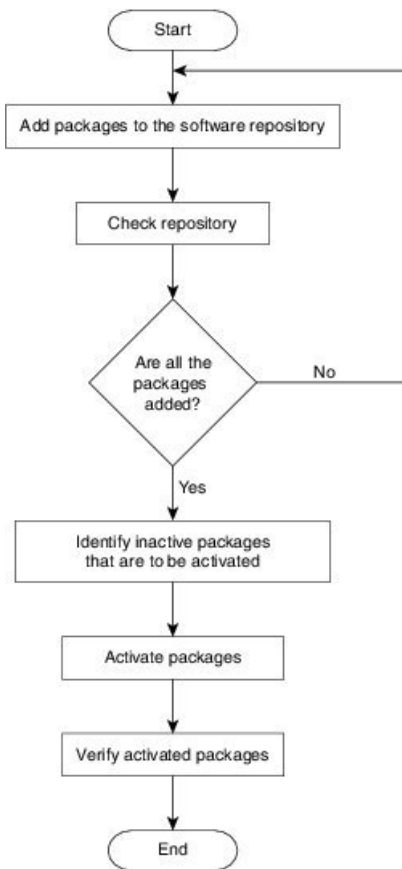 Start
Add packages to the software repository
Check repository
Are all the
packages
added?
No
Yes
Identify inactive packages
that are to be activated
Activate packages
Verify activated packages
End